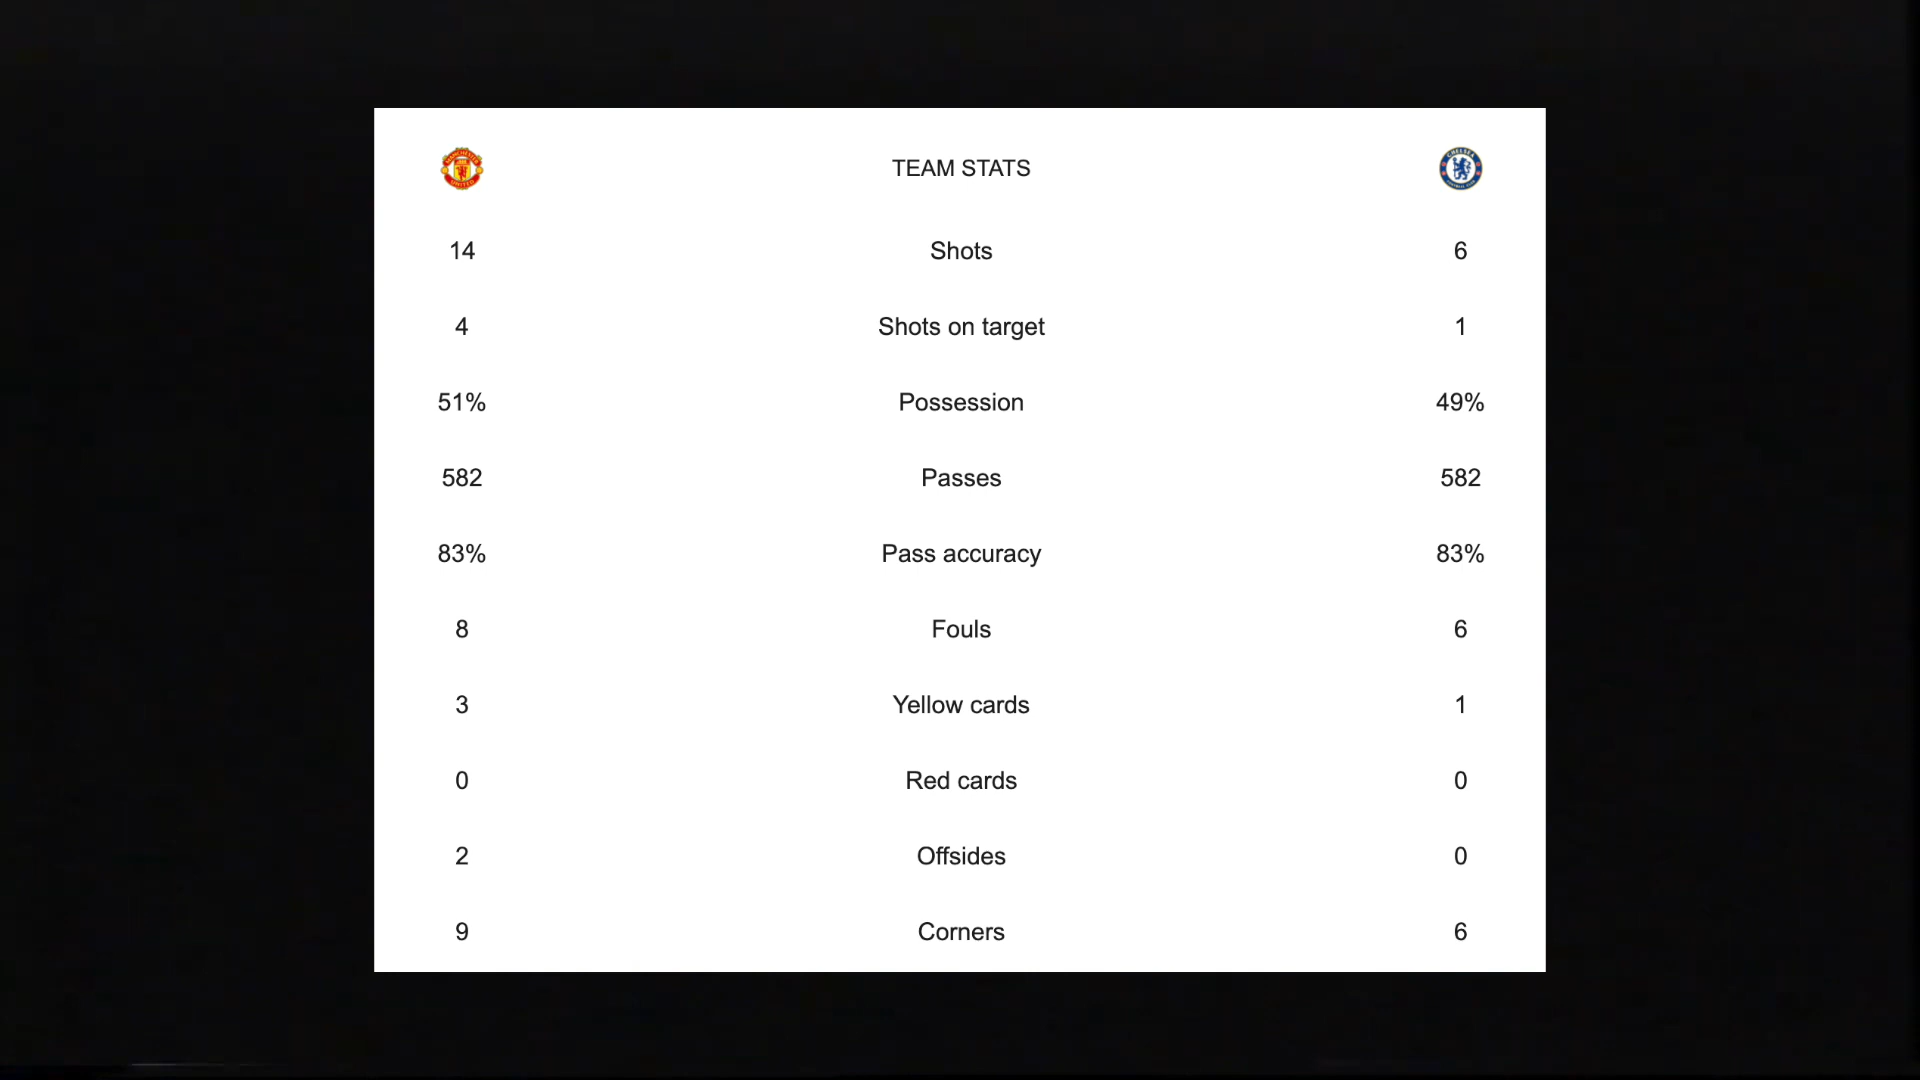 TEAM STATS
14 Shots 6
4 Shots on target 1
51% Possession 49%
582 Passes 582
83% Pass accuracy 83%
8 Fouls 6
3 Yellow cards 1
0 Red cards 0
2 Offsides 0
9 Corners 6